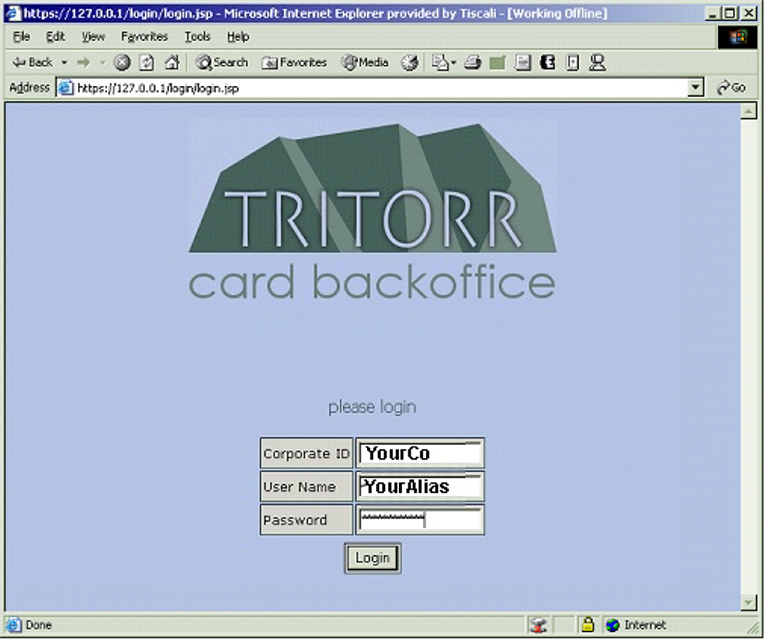 https://127.0.0.1/login/login.jsp - Microsoft Internet Explorer provided by Tiscali - [Working Offline]
File Edit View Favorites Tools Help
Back Search Favorites Media
Address https://127.0.0.1/login/login.jsp Go
TRITORR
card backoffice
please login
Corporate ID YourCo
User Name YourAlias
Password
Login
Done Internet